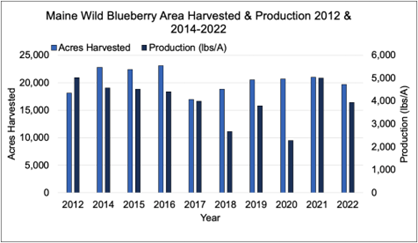 Maine Wild Blueberry Area Harvested & Production 2012 &
2014-2022
Acres Harvested Production (lbs/A)
25,000
20,000
15,000
10,000
5,000
0
Acres Harvested
6,000
5,000
4,000
3,000
2,000
1,000
0
Production (lbs/A)
2012 2014 2015 2016 2017 2018 2019 2020 2021 2022
Year